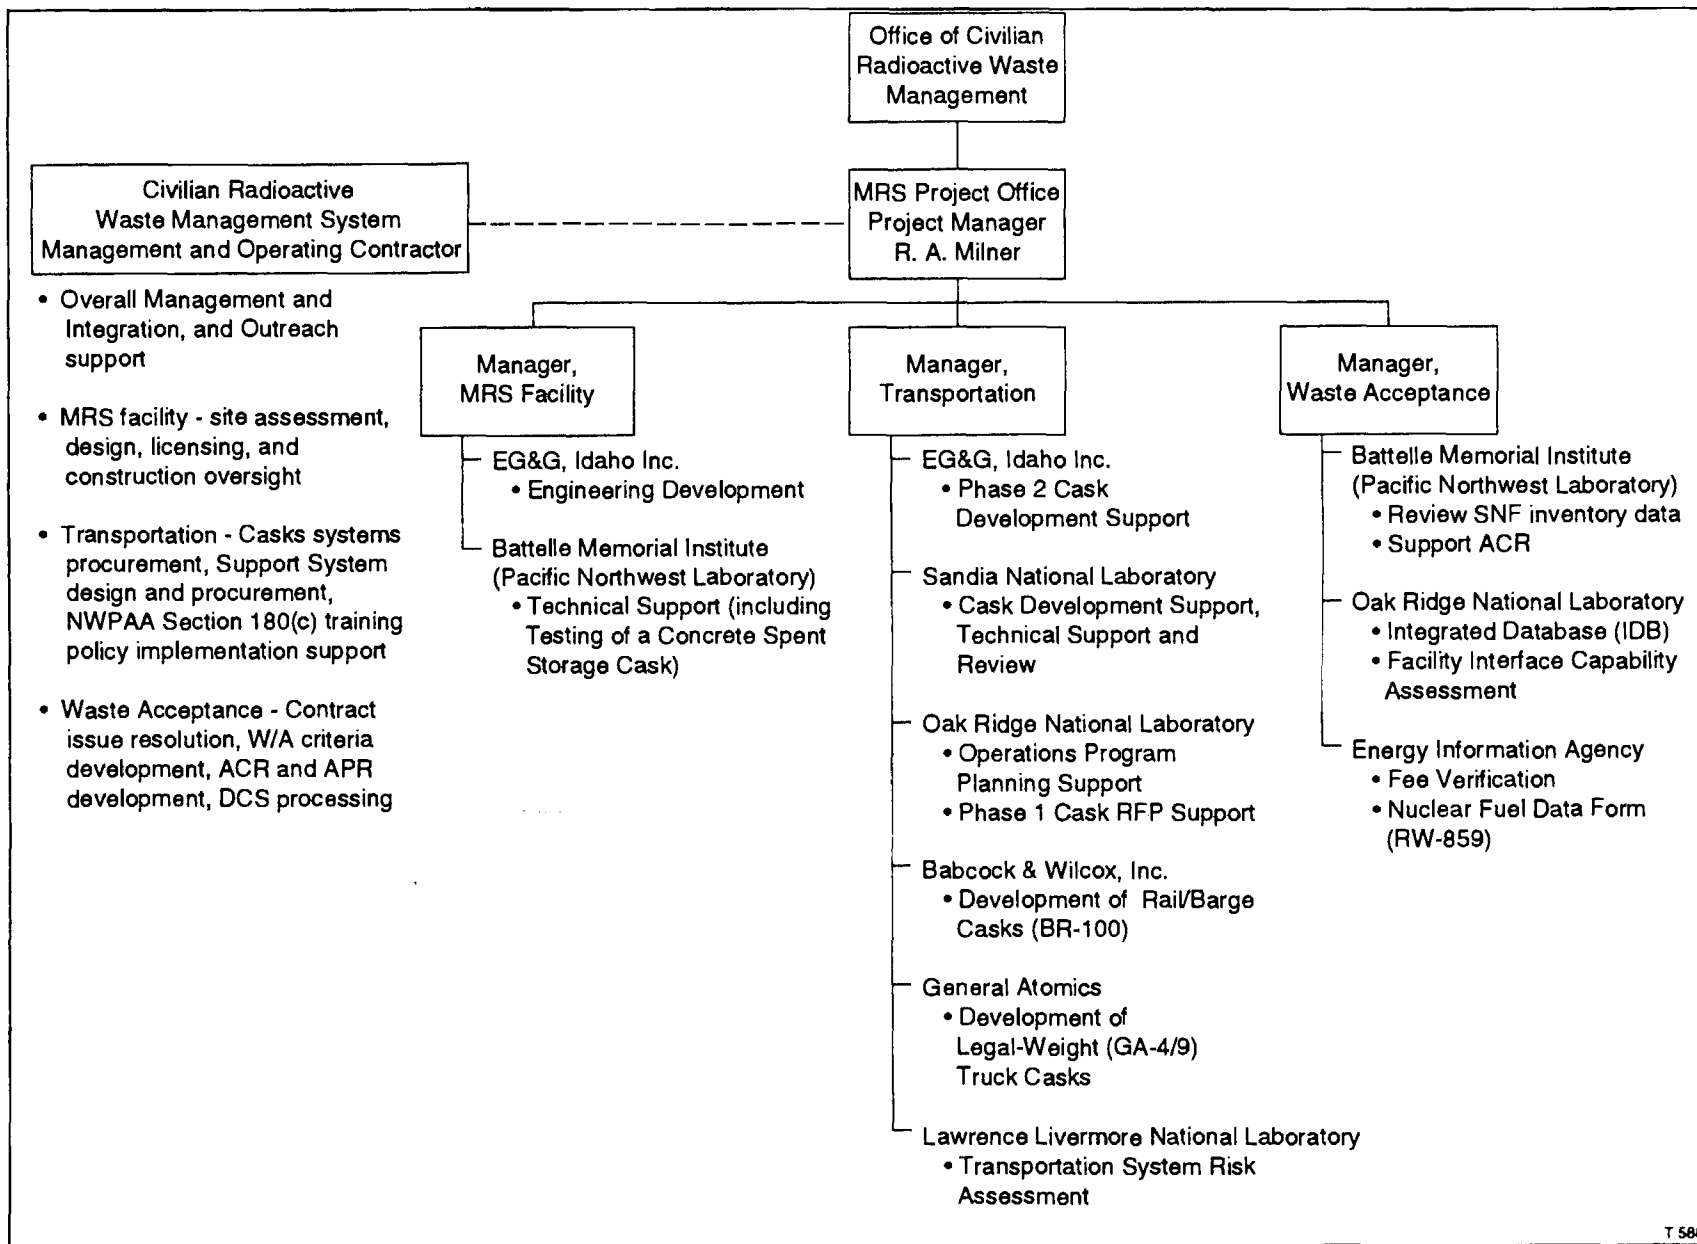 Office of Civilian
Radioactive Waste
Management
Civilian Radioactive
Waste Management System
Management and Operating Contractor
MRS Project Office
Project Manager
R. A. Milner
• Overall Management and
Integration, and Outreach
support
• MRS facility - site assessment,
design, licensing, and
construction oversight
• Transportation - Casks systems
procurement, Support System
design and procurement,
NWPAA Section 180(c) training
policy implementation support
• Waste Acceptance - Contract
issue resolution, W/A criteria
development, ACR and APR
development, DCS processing
Manager,
MRS Facility
EG&G, Idaho Inc.
• Engineering Development
Battelle Memorial Institute
(Pacific Northwest Laboratory)
• Technical Support (including
Testing of a Concrete Spent
Storage Cask)
Manager,
Transportation
EG&G, Idaho Inc.
• Phase 2 Cask
Development Support
Sandia National Laboratory
• Cask Development Support,
Technical Support and
Review
Oak Ridge National Laboratory
• Operations Program
Planning Support
• Phase 1 Cask RFP Support
Babcock & Wilcox, Inc.
• Development of Rail/Barge
Casks (BR-100)
General Atomics
• Development of
Legal-Weight (GA-4/9)
Truck Casks
Lawrence Livermore National Laboratory
• Transportation System Risk
Assessment
Manager,
Waste Acceptance
Battelle Memorial Institute
(Pacific Northwest Laboratory)
• Review SNF inventory data
• Support ACR
Oak Ridge National Laboratory
• Integrated Database (IDB)
• Facility Interface Capability
Assessment
Energy Information Agency
• Fee Verification
• Nuclear Fuel Data Form
(RW-859)